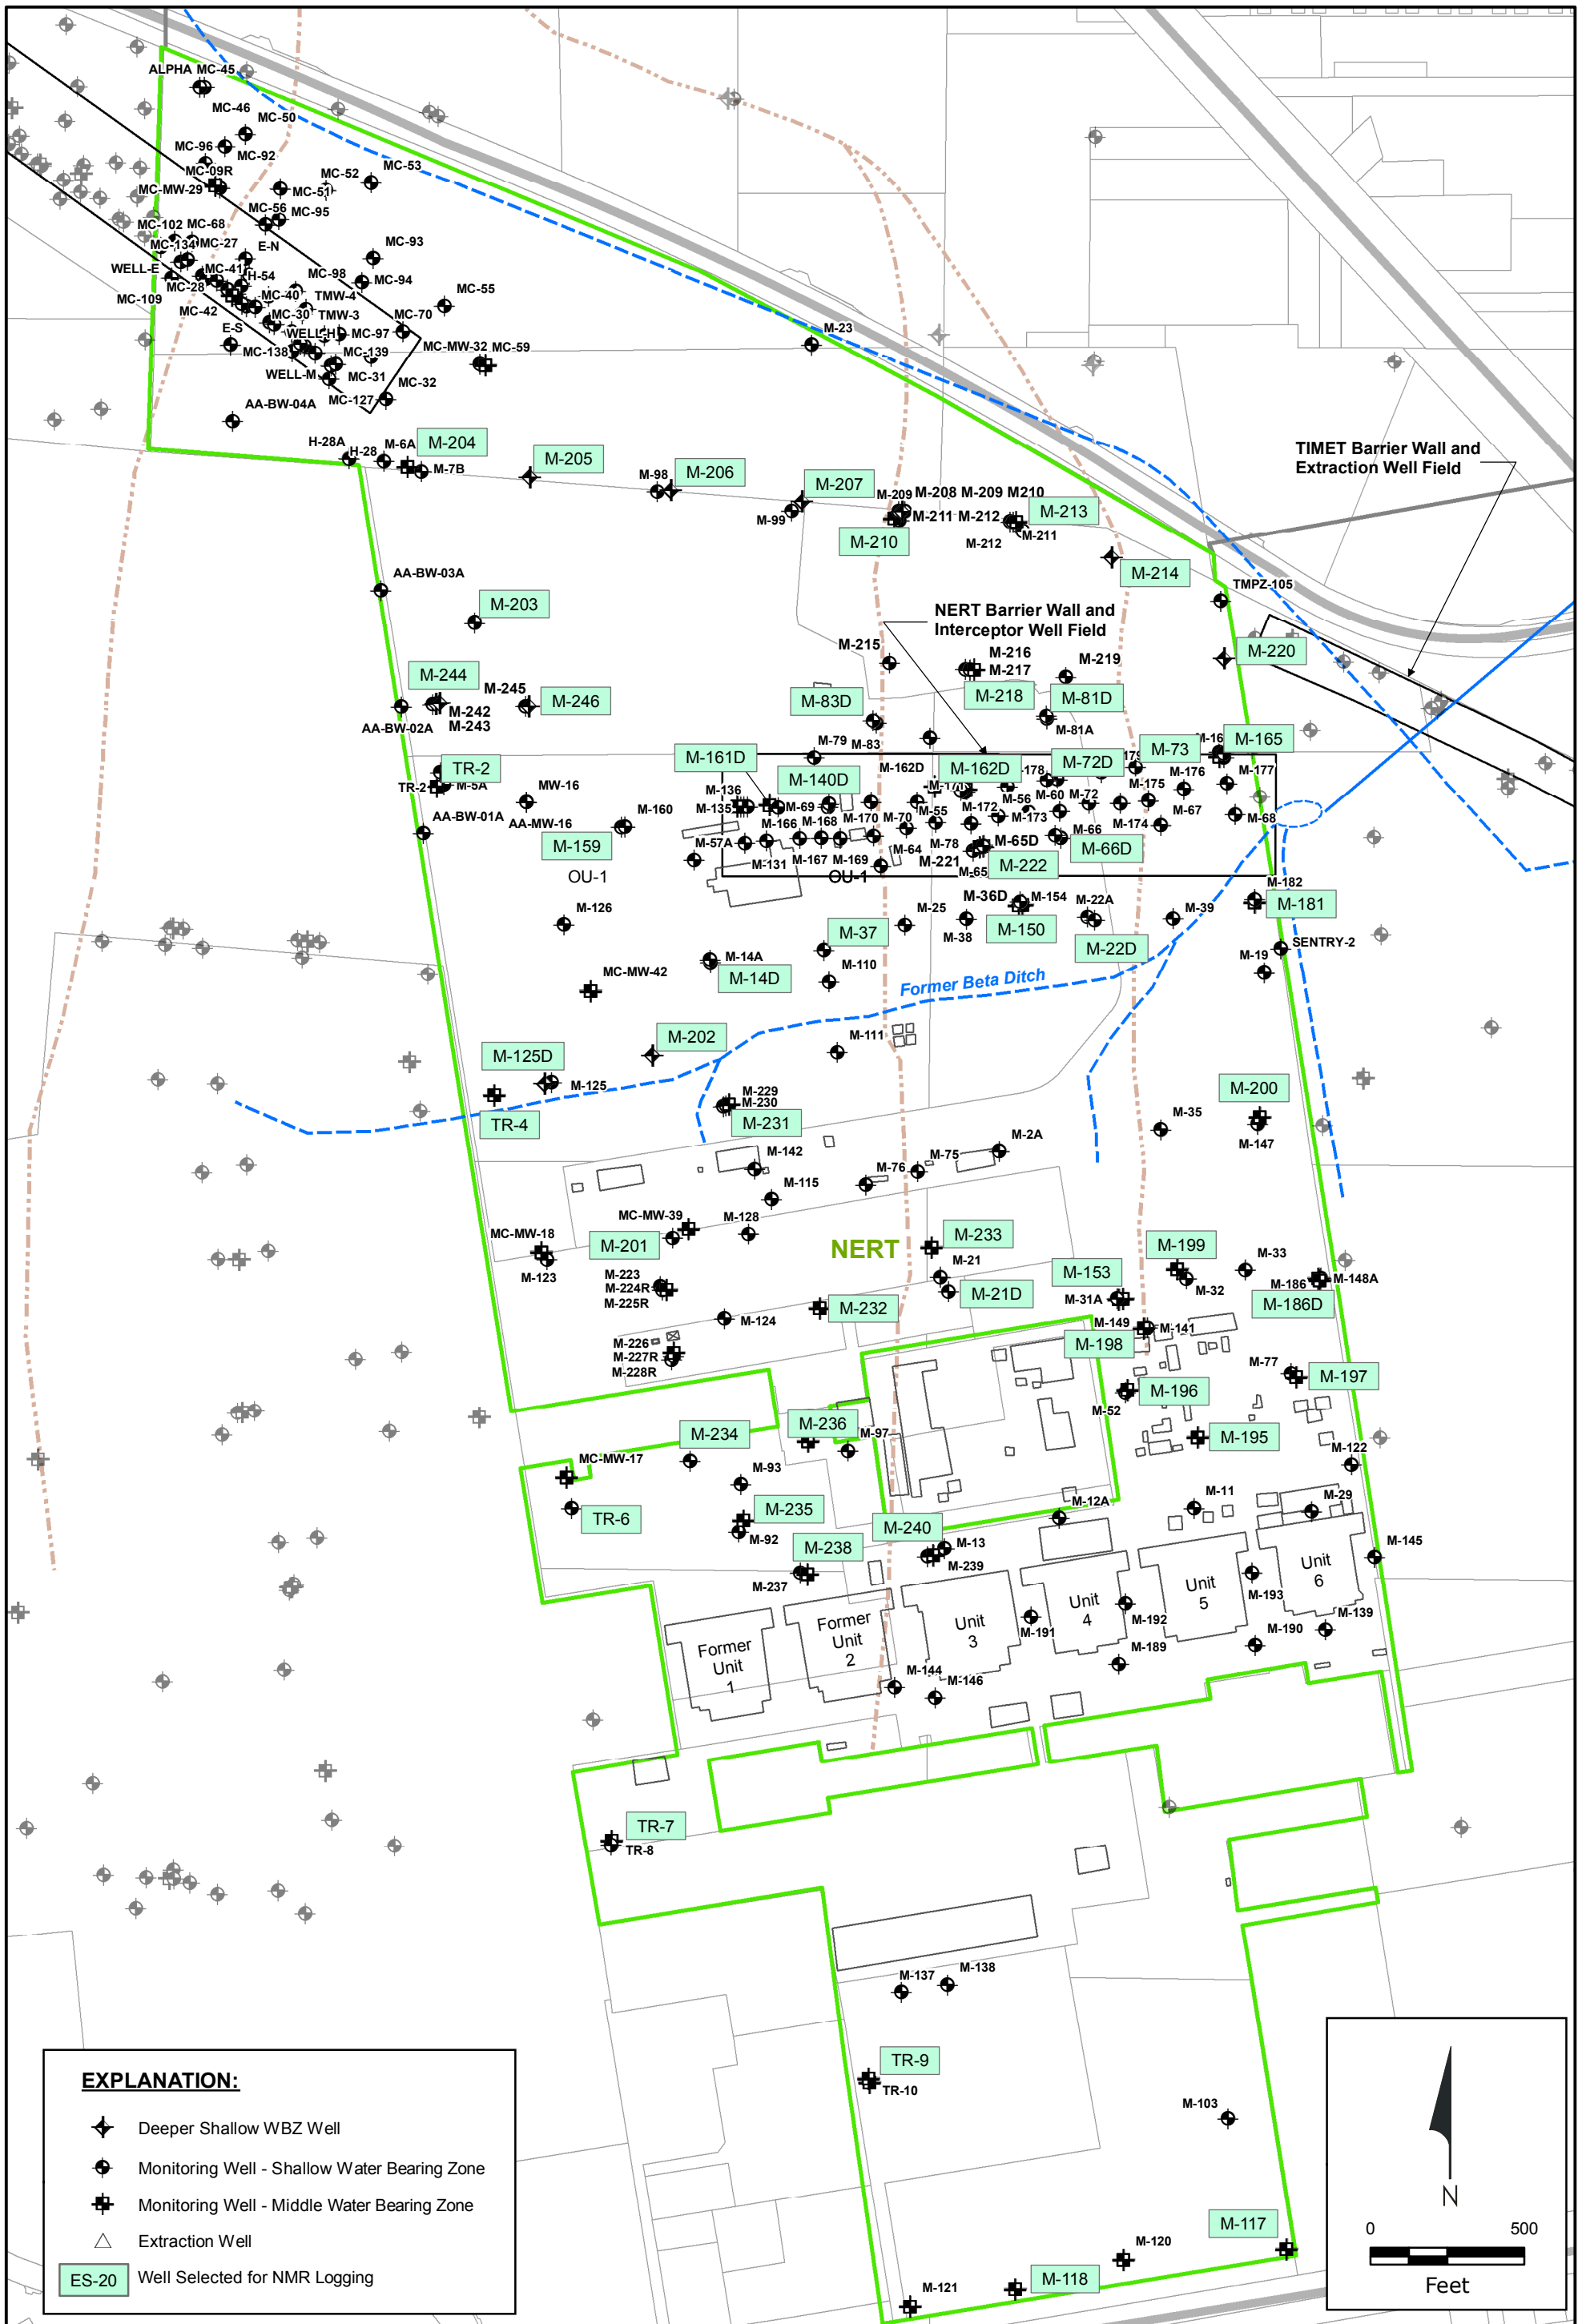 ALPHA MC-45
MC-46
MC-50
MC-96
MC-92
MC-09R
MC-52
MC-53
MC-MW-29
MC-51
MC-56
MC-95
MC-102 MC-68
MC-134
MC-27
E-N
MC-93
WELL-E
MC-41
H-54
MC-98
MC-94
MC-28
MC-109
MC-40
TMW-4
MC-55
MC-42
MC-30
TMW-3
MC-70
E-S
WELL-H
MC-97
M-23
MC-138
MC-139
MC-MW-32 MC-59
WELL-M
MC-31
MC-32
MC-127
AA-BW-04A
H-28A
H-28
M-6A
M-204
M-7B
M-205
M-98
M-206
M-207
M-99
M-209
M-208 M-209 M210
M-211 M-212
M-213
M-210
M-212
M-211
M-214
TIMET Barrier Wall and
Extraction Well Field
AA-BW-03A
TMPZ-105
M-203
NERT Barrier Wall and
Interceptor Well Field
M-215
M-216
M-217
M-219
M-220
M-218
M-244
M-245
M-246
M-242
M-243
AA-BW-02A
M-83D
M-81D
M-81A
M-79
M-83
M-73
M-165
M-161D
M-162D
M-162D
M-72D
TR-2
TR-2
M-5A
MW-16
M-140D
M-176
M-177
M-136
M-135
M-69
M-56
M-60
M-72
M-175
M-160
AA-BW-01A
AA-MW-16
M-166
M-168
M-170
M-70
M-55
M-172
M-173
M-174
M-67
M-68
M-159
M-57A
M-131
M-167
M-169
M-64
M-78
M-65D
M-66
M-66D
M-221
M-65
M-222
OU-1
OU-1
M-182
M-181
M-126
M-36D
M-154
M-22A
M-39
M-25
M-38
M-150
M-22D
M-37
SENTRY-2
M-14A
M-14D
M-110
M-19
MC-MW-42
Former Beta Ditch
M-202
M-111
M-125D
M-125
TR-4
M-229
M-230
M-231
M-200
M-35
M-147
M-142
M-2A
M-75
M-76
M-115
MC-MW-39
M-128
MC-MW-18
M-201
NERT
M-233
M-199
M-33
M-123
M-21
M-153
M-32
M-186
M-148A
M-223
M-224R
M-225R
M-21D
M-31A
M-186D
M-232
M-124
M-149
M-141
M-226
M-227R
M-228R
M-198
M-77
M-197
M-196
M-52
M-236
M-234
M-97
M-195
MC-MW-17
M-93
M-122
TR-6
M-235
M-92
M-12A
M-11
M-29
M-240
M-13
M-238
M-239
M-145
M-237
Unit
6
M-193
Unit
5
Unit
4
M-192
M-191
M-139
M-190
Former
Unit
1
Former
Unit
2
Unit
3
M-189
M-144
M-146
TR-7
TR-8
M-137
M-138
TR-9
TR-10
M-103
M-117
M-120
M-118
M-121
EXPLANATION:
Deeper Shallow WBZ Well
Monitoring Well - Shallow Water Bearing Zone
Monitoring Well - Middle Water Bearing Zone
Extraction Well
ES-20 Well Selected for NMR Logging
N
0 500
Feet